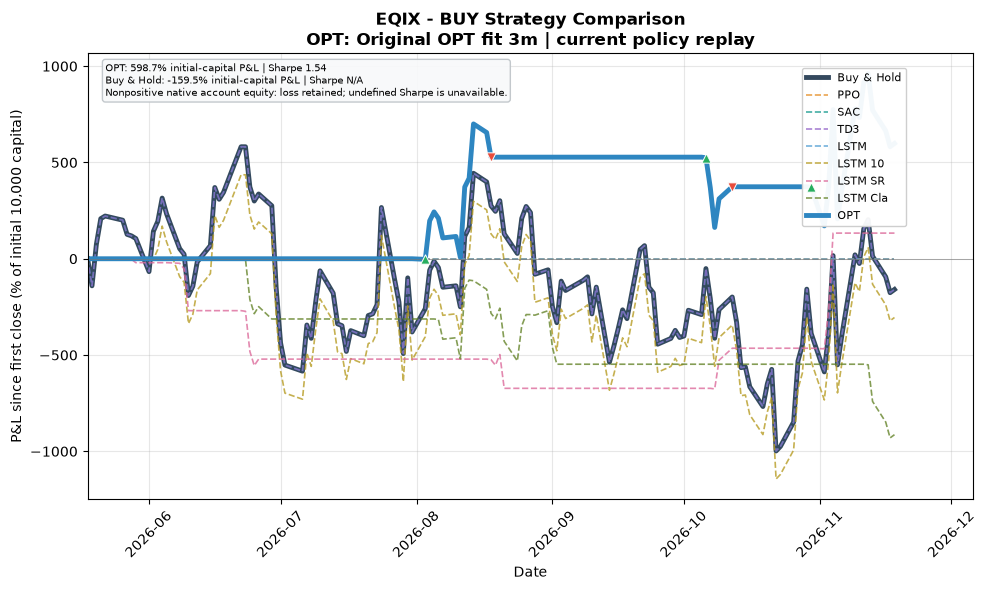 EQIX - BUY Strategy Comparison
OPT: Original OPT fit 3m | current policy replay
OPT: 598.7% initial-capital P&L | Sharpe 1.54
Buy & Hold: -159.5% initial-capital P&L | Sharpe N/A
Nonpositive native account equity: loss retained; undefined Sharpe is unavailable.
Buy & Hold
PPO
SAC
TD3
LSTM
LSTM 10
LSTM SR
LSTM Cla
OPT
P&L since first close (% of initial 10,000 capital)
1000
500
0
−500
−1000
2026-06
2026-07
2026-08
2026-09
2026-10
2026-11
2026-12
Date